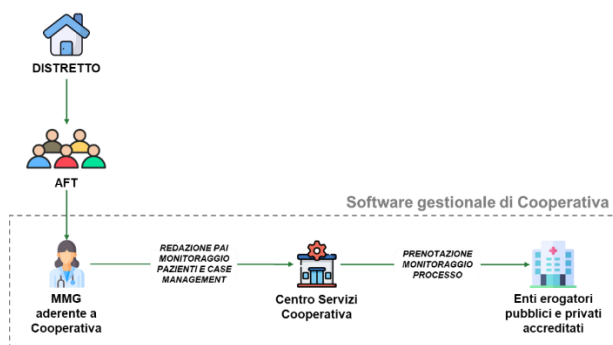 DISTRETTO
AFT
Software gestionale di Cooperativa
REDAZIONE PAI
MONITORAGGIO
PAZIENTI E CASE
MANAGEMENT
PRENOTAZIONE
MONITORAGGIO
PROCESSO
MMG
aderente a
Cooperativa
Centro Servizi
Cooperativa
Enti erogatori
pubblici e privati
accreditati